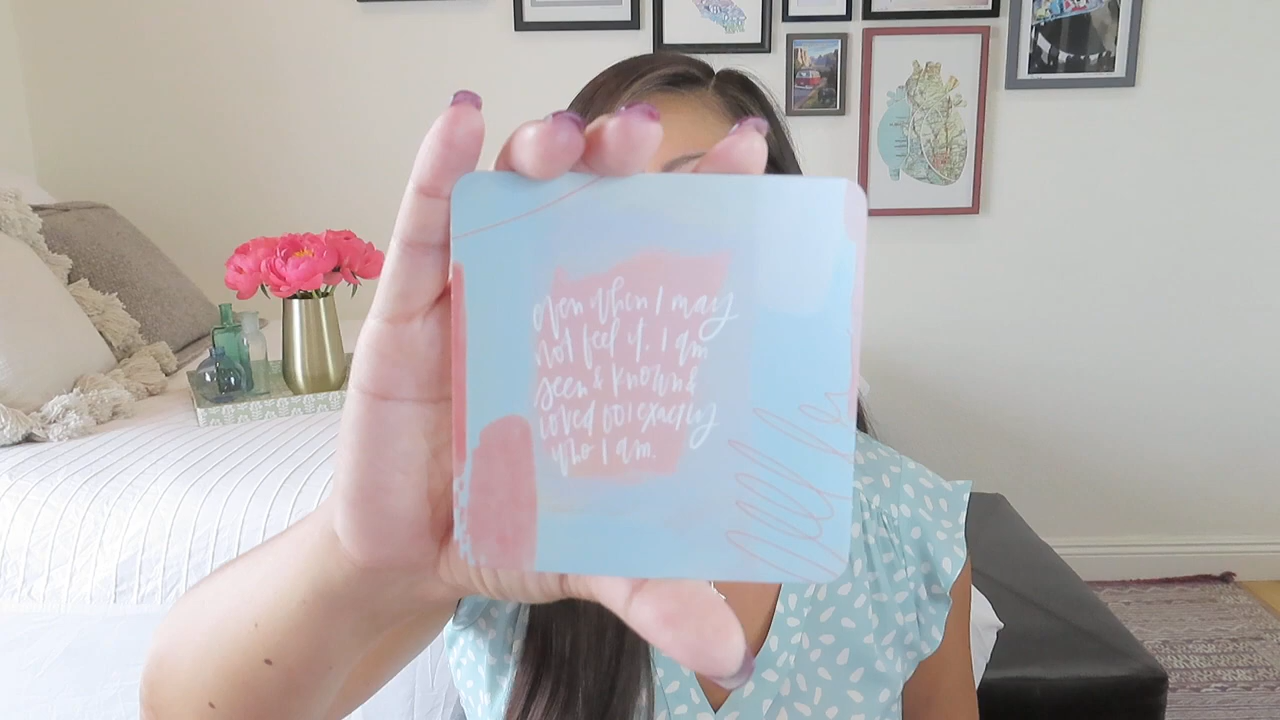 even when I may
not feel it, I am
seen & known &
loved for exactly
who I am.